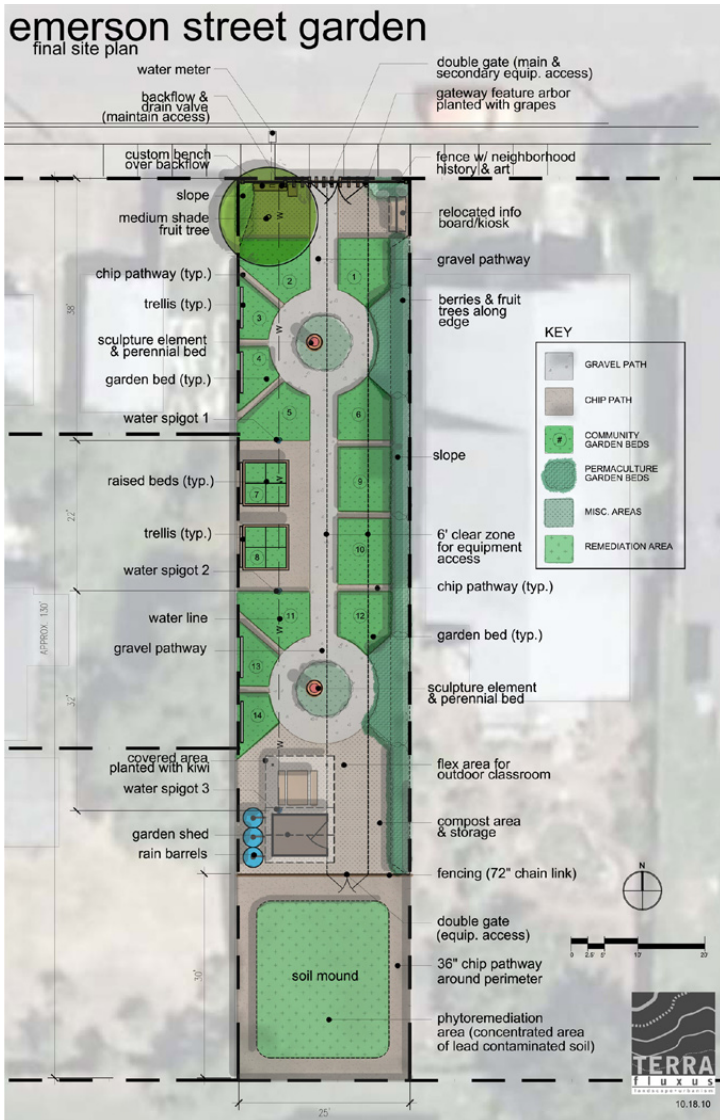 emerson street garden
final site plan
water meter
backflow &
drain valve
(maintain access)
custom bench
over backflow
slope
medium shade
fruit tree
chip pathway (typ.)
trellis (typ.)
sculpture element
& perennial bed
garden bed (typ.)
water spigot 1
raised beds (typ.)
trellis (typ.)
water spigot 2
water line
gravel pathway
covered area
planted with kiwi
water spigot 3
garden shed
rain barrels
double gate (main &
secondary equip. access)
gateway feature arbor
planted with grapes
fence w/ neighborhood
history & art
relocated info
board/kiosk
gravel pathway
berries & fruit
trees along
edge
slope
6' clear zone
for equipment
access
chip pathway (typ.)
garden bed (typ.)
sculpture element
& perennial bed
flex area for
outdoor classroom
compost area
& storage
fencing (72" chain link)
double gate
(equip. access)
36" chip pathway
around perimeter
phytoremediation
area (concentrated area
of lead contaminated soil)
KEY
GRAVEL PATH
CHIP PATH
#
COMMUNITY
GARDEN BEDS
PERMACULTURE
GARDEN BEDS
MISC. AREAS
REMEDIATION AREA
1
2
3
4
5
6
7
8
9
10
11
12
13
14
W
W
W
W
soil mound
38'
22'
32'
30'
APPROX. 130'
25'
N
0 2.5' 5' 10' 20'
TERRA
fluxus
landscape urbanism
10.18.10